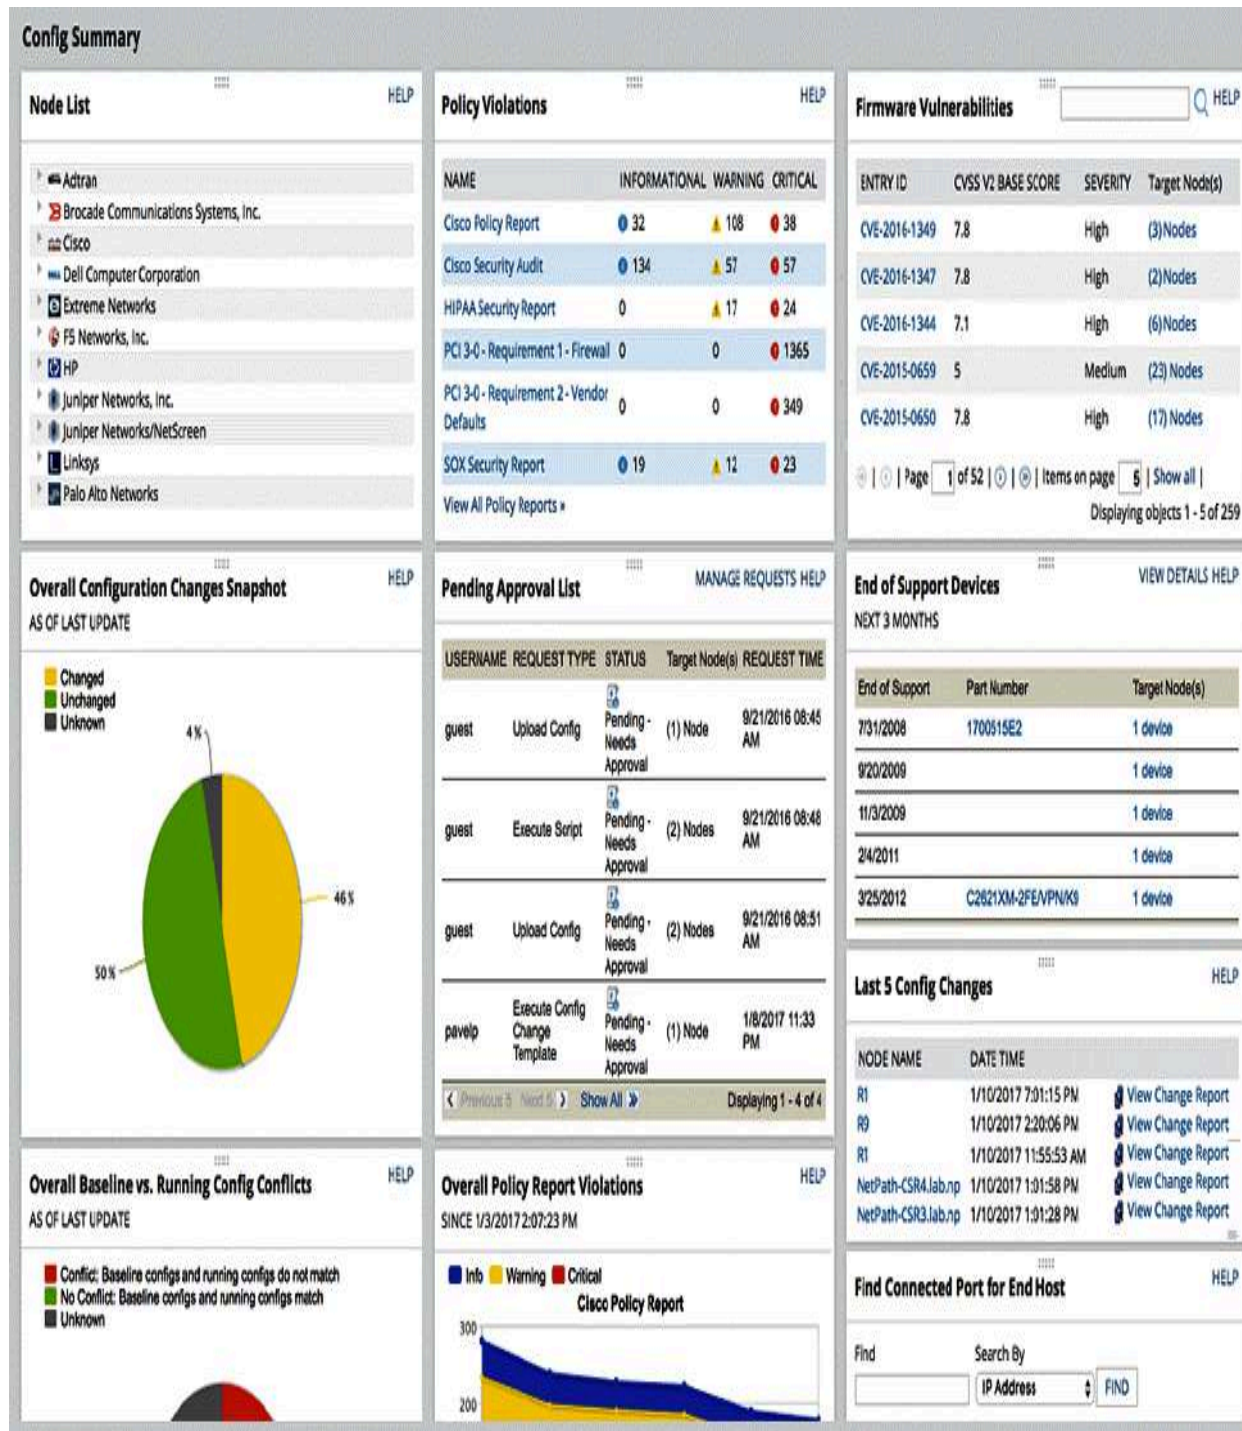 Config Summary
Node List HELP
Adtran
Brocade Communications Systems, Inc.
Cisco
Dell Computer Corporation
Extreme Networks
F5 Networks, Inc.
HP
Juniper Networks, Inc.
Juniper Networks/NetScreen
Linksys
Palo Alto Networks
Policy Violations HELP
NAME INFORMATIONAL WARNING CRITICAL
Cisco Policy Report 32 108 38
Cisco Security Audit 134 57 57
HIPAA Security Report 0 17 24
PCI 3-0 - Requirement 1 - Firewall 0 0 1365
PCI 3-0 - Requirement 2 - Vendor
Defaults 0 0 349
SOX Security Report 19 12 23
View All Policy Reports »
Firmware Vulnerabilities HELP
ENTRY ID CVSS V2 BASE SCORE SEVERITY Target Node(s)
CVE-2016-1349 7.8 High (3) Nodes
CVE-2016-1347 7.8 High (2) Nodes
CVE-2016-1344 7.1 High (6) Nodes
CVE-2015-0659 5 Medium (23) Nodes
CVE-2015-0650 7.8 High (17) Nodes
| Page 1 of 52 | | Items on page 5 | Show all |
Displaying objects 1 - 5 of 259
Overall Configuration Changes Snapshot HELP
AS OF LAST UPDATE
Changed
Unchanged
Unknown
4%
46%
50%
Pending Approval List MANAGE REQUESTS HELP
USERNAME REQUEST TYPE STATUS Target Node(s) REQUEST TIME
guest Upload Config Pending - Needs Approval (1) Node 9/21/2016 08:45 AM
guest Execute Script Pending - Needs Approval (2) Nodes 9/21/2016 08:48 AM
guest Upload Config Pending - Needs Approval (2) Nodes 9/21/2016 08:51 AM
pavelp Execute Config Change Template Pending - Needs Approval (1) Node 1/8/2017 11:33 PM
Previous 5 Next 5 Show All Displaying 1 - 4 of 4
End of Support Devices VIEW DETAILS HELP
NEXT 3 MONTHS
End of Support Part Number Target Node(s)
7/31/2008 1700515E2 1 device
9/20/2009 1 device
11/3/2009 1 device
2/4/2011 1 device
3/25/2012 C2621XM-2FE/VPN/K9 1 device
Last 5 Config Changes HELP
NODE NAME DATE TIME
R1 1/10/2017 7:01:15 PM View Change Report
R9 1/10/2017 2:20:06 PM View Change Report
R1 1/10/2017 11:55:53 AM View Change Report
NetPath-CSR4.lab.np 1/10/2017 1:01:58 PM View Change Report
NetPath-CSR3.lab.np 1/10/2017 1:01:28 PM View Change Report
Overall Baseline vs. Running Config Conflicts HELP
AS OF LAST UPDATE
Conflict: Baseline configs and running configs do not match
No Conflict: Baseline configs and running configs match
Unknown
Overall Policy Report Violations HELP
SINCE 1/3/2017 2:07:23 PM
Info Warning Critical
Cisco Policy Report
300
200
Find Connected Port for End Host HELP
Find Search By
IP Address FIND